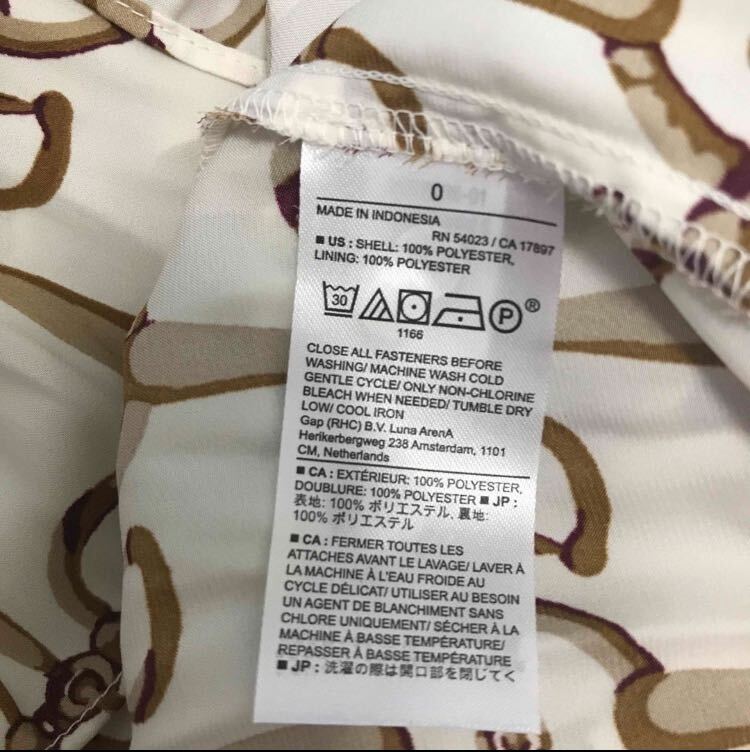 0
MADE IN INDONESIA
RN 54023 / CA 17897
■ US : SHELL: 100% POLYESTER,
LINING: 100% POLYESTER
30
P
®
1166
CLOSE ALL FASTENERS BEFORE
WASHING/ MACHINE WASH COLD
GENTLE CYCLE/ ONLY NON-CHLORINE
BLEACH WHEN NEEDED/ TUMBLE DRY
LOW/ COOL IRON
Gap (RHC) B.V. Luna ArenA
Herikerbergweg 238 Amsterdam, 1101
CM, Netherlands
■ CA : EXTÉRIEUR: 100% POLYESTER,
DOUBLURE: 100% POLYESTER ■ JP :
表地: 100% ポリエステル, 裏地:
100% ポリエステル
■ CA : FERMER TOUTES LES
ATTACHES AVANT LE LAVAGE/ LAVER À
LA MACHINE À L'EAU FROIDE AU
CYCLE DÉLICAT/ UTILISER AU BESOIN
UN AGENT DE BLANCHIMENT SANS
CHLORE UNIQUEMENT/ SÉCHER À LA
MACHINE À BASSE TEMPÉRATURE/
REPASSER À BASSE TEMPÉRATURE
■ JP : 洗濯の際は開口部を閉じてく